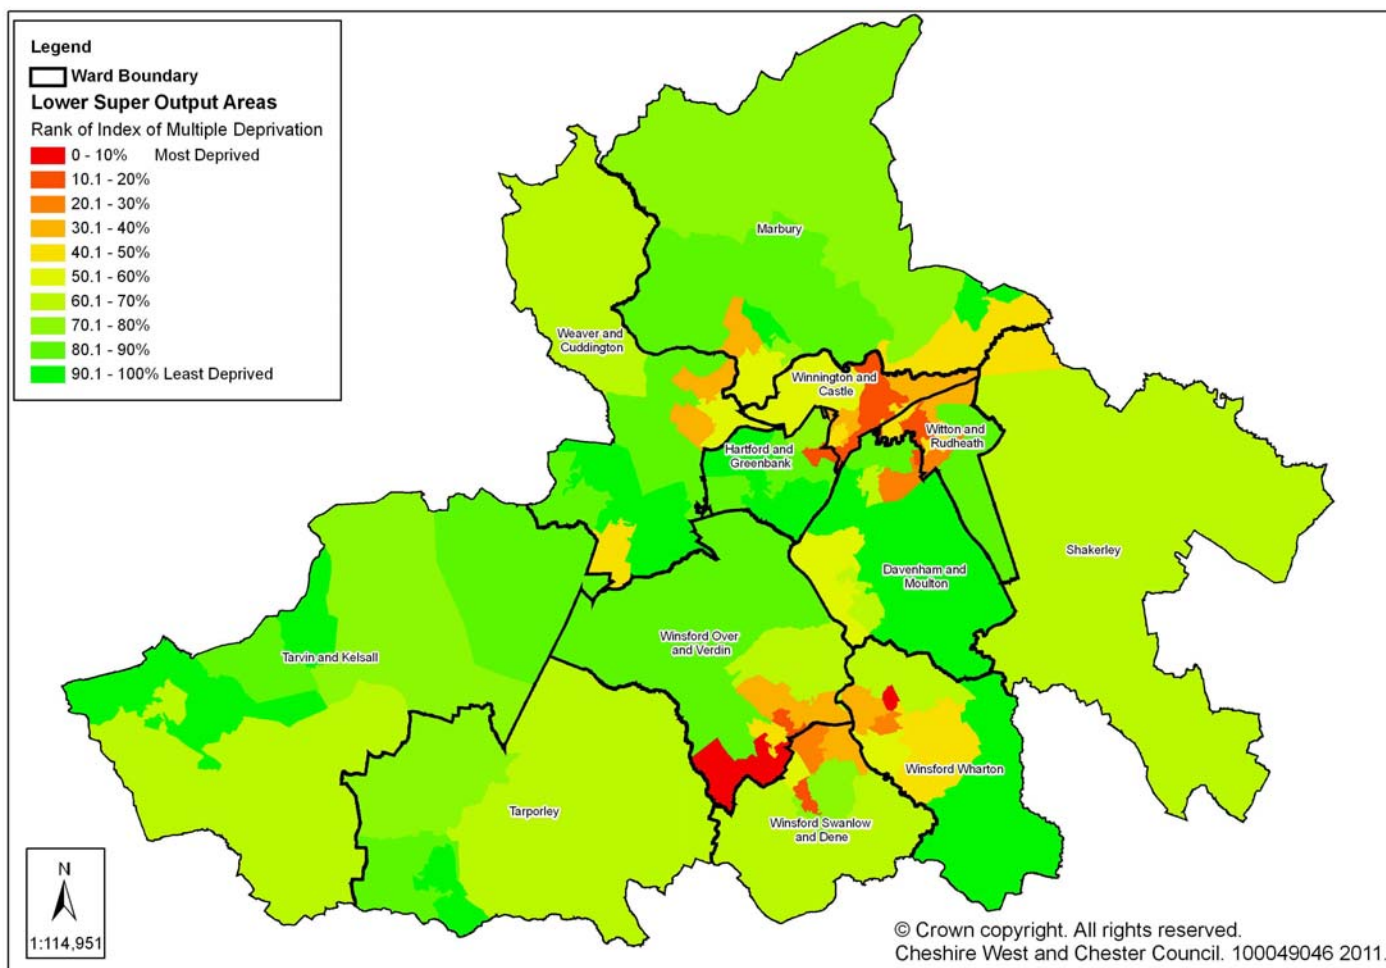 Legend
Ward Boundary
Lower Super Output Areas
Rank of Index of Multiple Deprivation
0 - 10% Most Deprived
10.1 - 20%
20.1 - 30%
30.1 - 40%
40.1 - 50%
50.1 - 60%
60.1 - 70%
70.1 - 80%
80.1 - 90%
90.1 - 100% Least Deprived
Marbury
Weaver and
Cuddington
Winnington and
Castle
Witton and
Rudheath
Hartford and
Greenbank
Shakerley
Davenham and
Moulton
Winsford Over
and Verdin
Tarvin and Kelsall
Winsford Wharton
Tarporley
Winsford Swanlow
and Dene
N
1:114,951
© Crown copyright. All rights reserved.
Cheshire West and Chester Council. 100049046 2011.